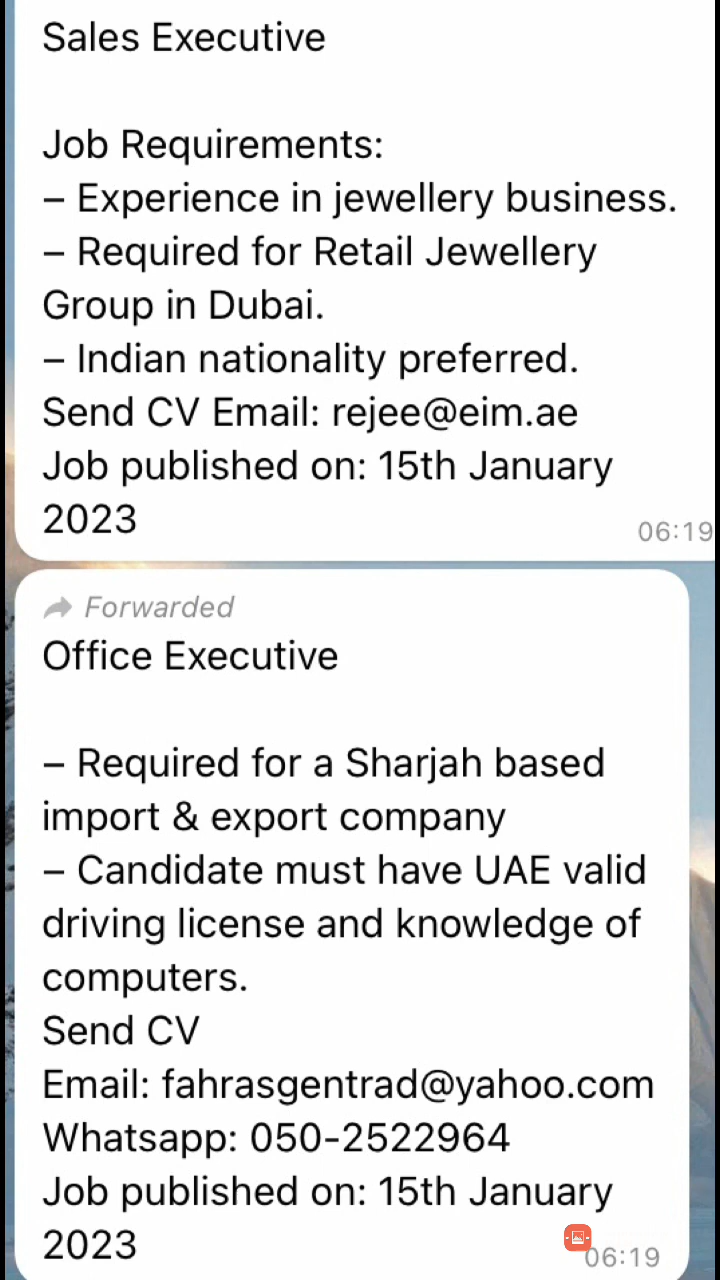 Sales Executive
Job Requirements:
– Experience in jewellery business.
– Required for Retail Jewellery
Group in Dubai.
– Indian nationality preferred.
Send CV Email: rejee@eim.ae
Job published on: 15th January
2023
06:19
Forwarded
Office Executive
– Required for a Sharjah based
import & export company
– Candidate must have UAE valid
driving license and knowledge of
computers.
Send CV
Email: fahrasgentrad@yahoo.com
Whatsapp: 050-2522964
Job published on: 15th January
2023
06:19